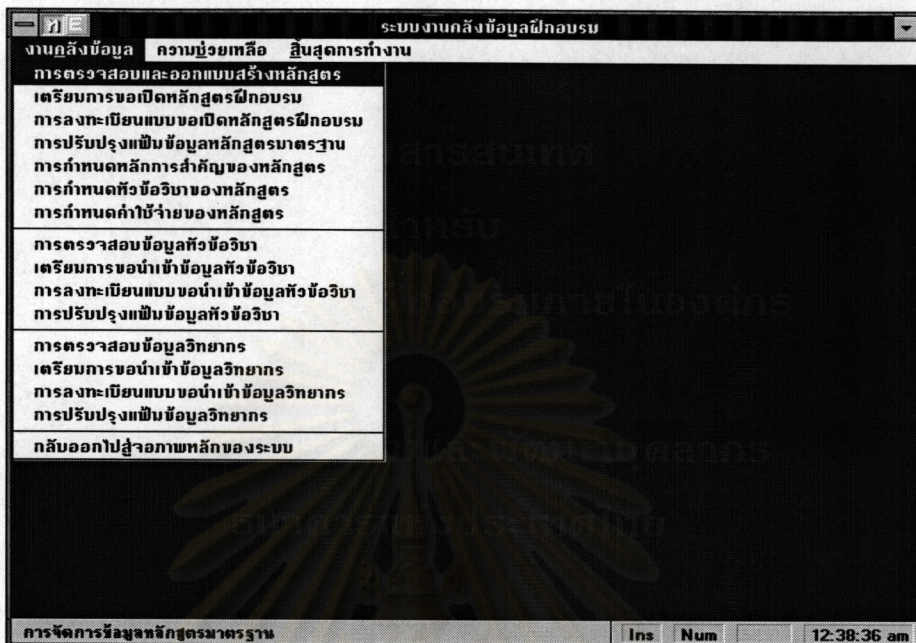 ท E ระบบงานคลังข้อมูลฝึกอบรม
งานคลังข้อมูล ความช่วยเหลือ สิ้นสุดการทำงาน
การตรวจสอบและออกแบบสร้างหลักสูตร
เตรียมการขอเปิดหลักสูตรฝึกอบรม
การลงทะเบียนแบบขอเปิดหลักสูตรฝึกอบรม
การปรับปรุงแฟ้มข้อมูลหลักสูตรมาตรฐาน
การกำหนดหลักการสำคัญของหลักสูตร
การกำหนดหัวข้อวิชาของหลักสูตร
การกำหนดค่าใช้จ่ายของหลักสูตร
การตรวจสอบข้อมูลหัวข้อวิชา
เตรียมการขอนำเข้าข้อมูลหัวข้อวิชา
การลงทะเบียนแบบขอนำเข้าข้อมูลหัวข้อวิชา
การปรับปรุงแฟ้มข้อมูลหัวข้อวิชา
การตรวจสอบข้อมูลวิทยากร
เตรียมการขอนำเข้าข้อมูลวิทยากร
การลงทะเบียนแบบขอนำเข้าข้อมูลวิทยากร
การปรับปรุงแฟ้มข้อมูลวิทยากร
กลับออกไปสู่จอภาพหลักของระบบ
สารสนเทศ
ภายในองค์กร
การจัดการข้อมูลหลักสูตรมาตรฐาน Ins Num 12:38:36 am